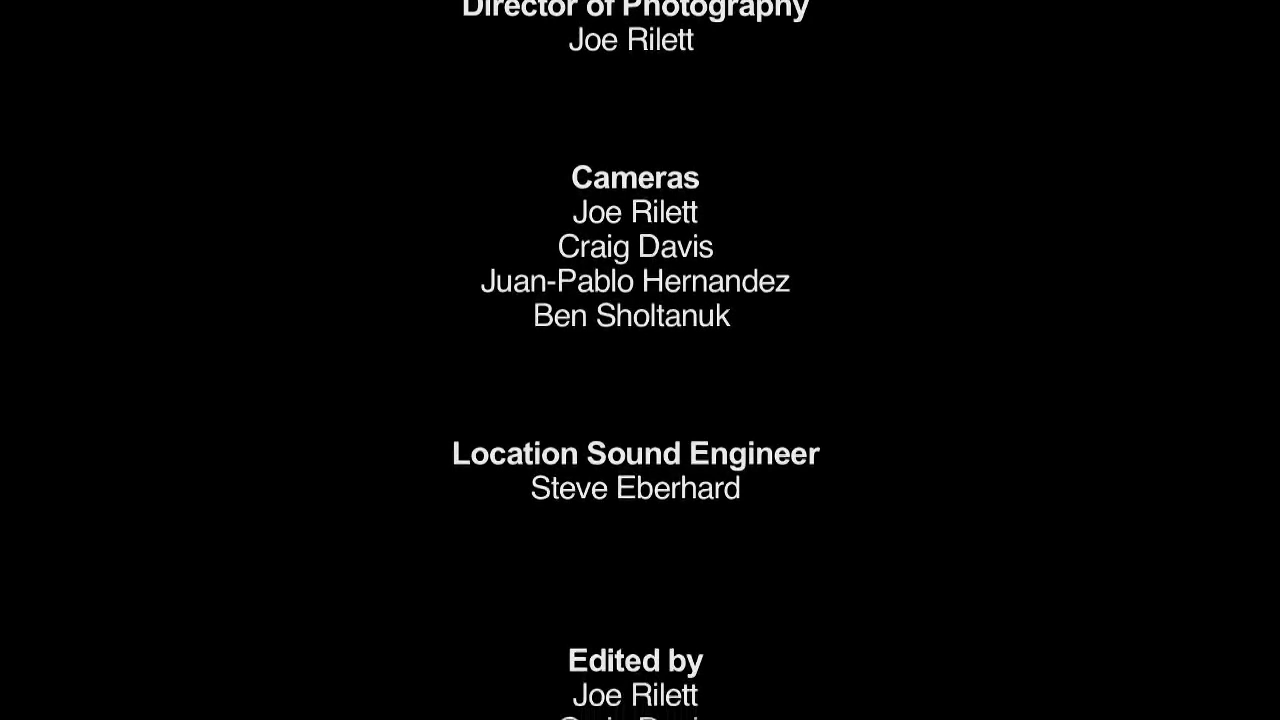 Director of Photography
Joe Rilett
Cameras
Joe Rilett
Craig Davis
Juan-Pablo Hernandez
Ben Sholtanuk
Location Sound Engineer
Steve Eberhard
Edited by
Joe Rilett